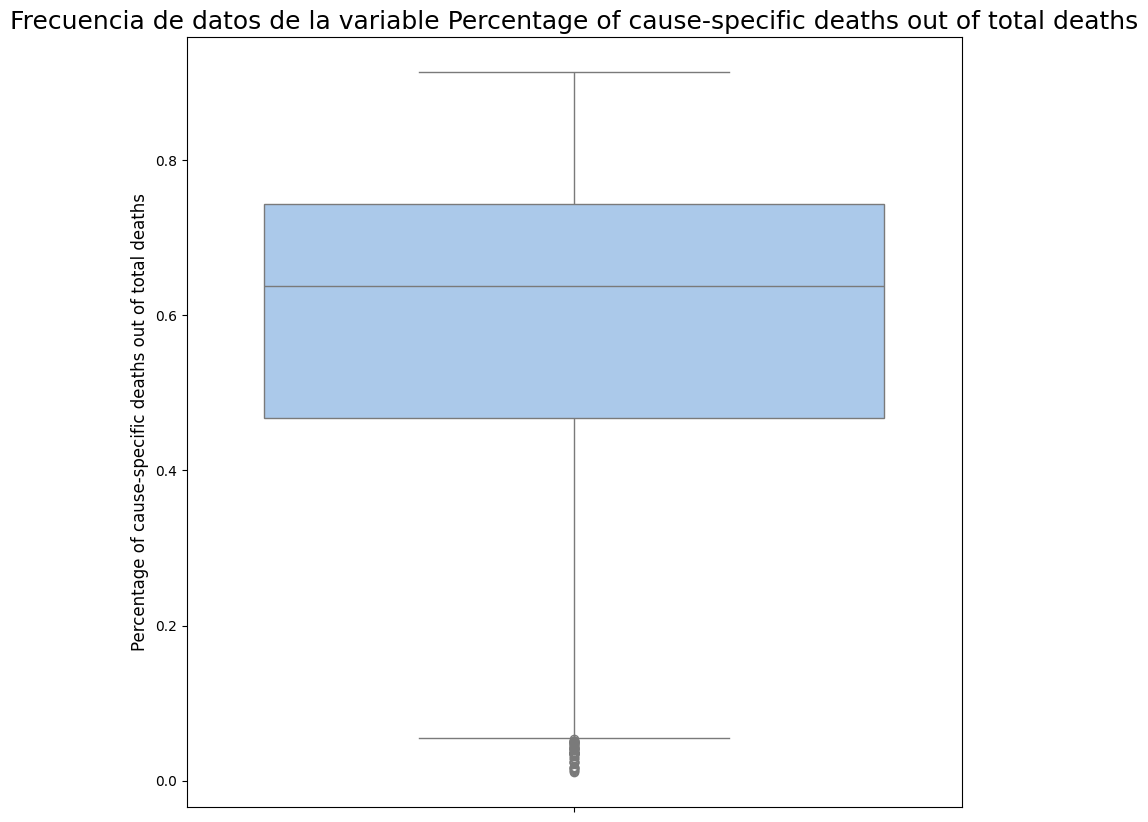 Frecuencia de datos de la variable Percentage of cause-specific deaths out of total deaths
Percentage of cause-specific deaths out of total deaths
0.8
0.6
0.4
0.2
0.0